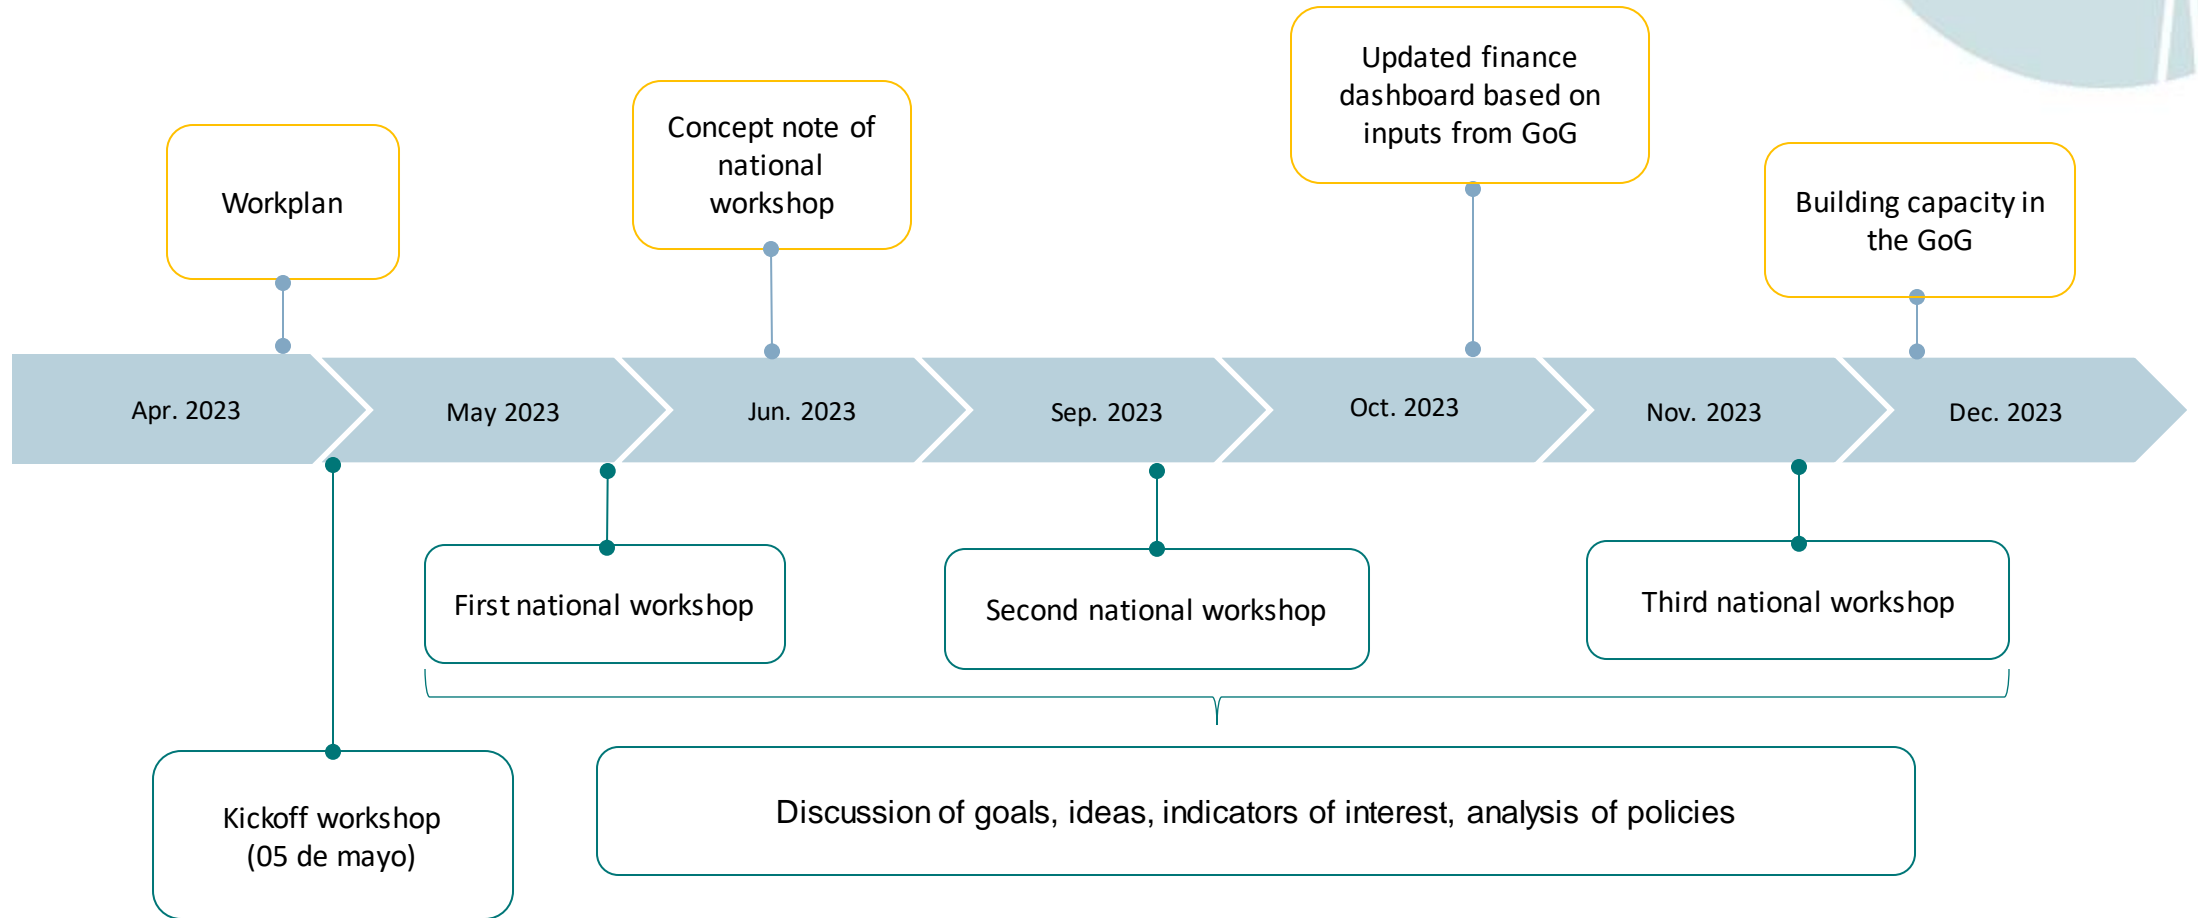 Updated finance
dashboard based on
inputs from GoG
Concept note of
national
workshop
Workplan
Building capacity in
the GoG
Apr. 2023
May 2023
Jun. 2023
Sep. 2023
Oct. 2023
Nov. 2023
Dec. 2023
First national workshop
Second national workshop
Third national workshop
Kickoff workshop
(05 de mayo)
Discussion of goals, ideas, indicators of interest, analysis of policies